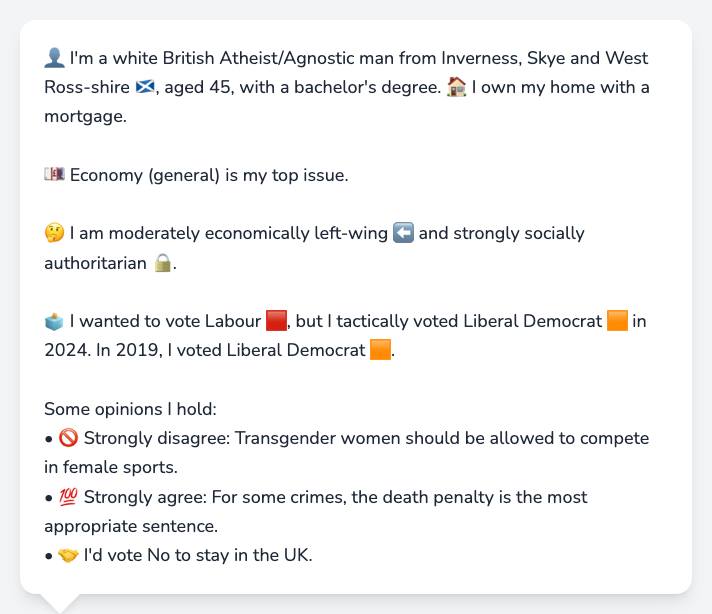 👤 I'm a white British Atheist/Agnostic man from Inverness, Skye and West
Ross-shire 🏴󠁧󠁢󠁳󠁣󠁴󠁿, aged 45, with a bachelor's degree. 🏠 I own my home with a
mortgage.
💷 Economy (general) is my top issue.
🤔 I am moderately economically left-wing ⬅️ and strongly socially
authoritarian 🔒.
🗳️ I wanted to vote Labour 🟥, but I tactically voted Liberal Democrat 🟧 in
2024. In 2019, I voted Liberal Democrat 🟧.
Some opinions I hold:
• 🚫 Strongly disagree: Transgender women should be allowed to compete
in female sports.
• 💯 Strongly agree: For some crimes, the death penalty is the most
appropriate sentence.
• 🤝 I'd vote No to stay in the UK.